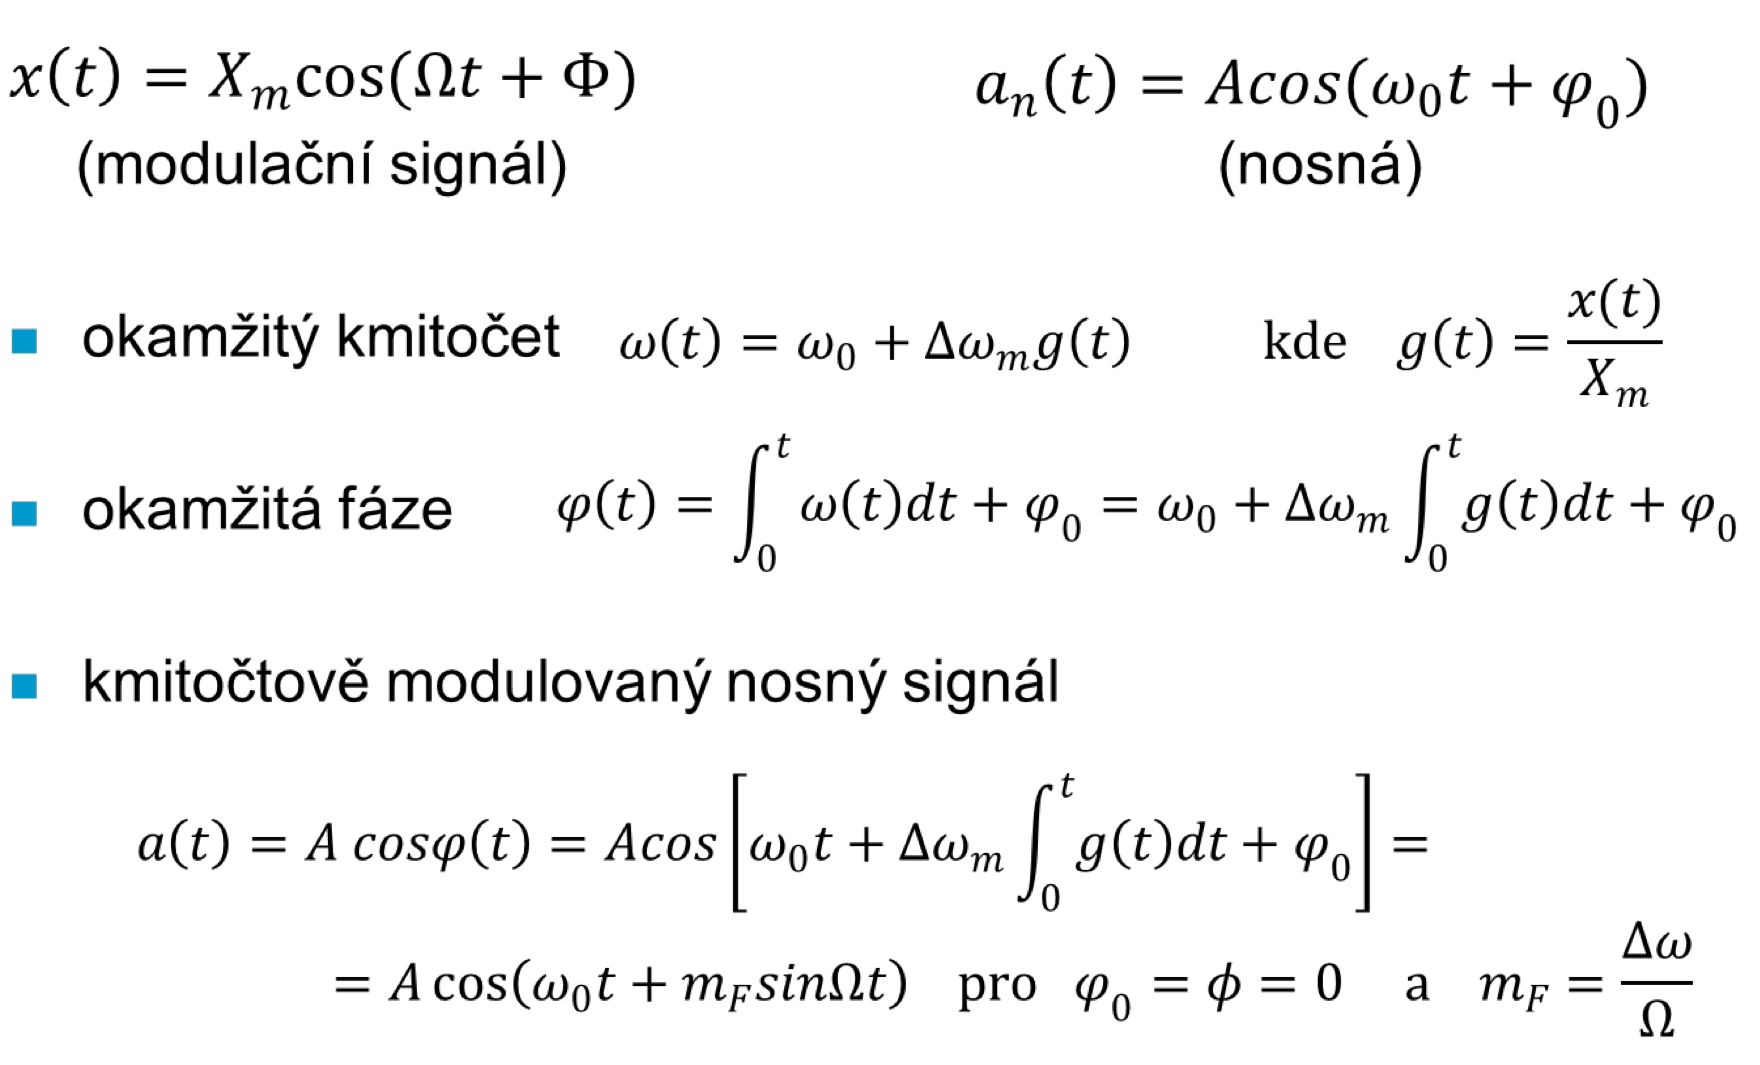 x(t) = X_m cos(Ωt + Φ) a_n(t) = Acos(ω_0 t + φ_0)
(modulační signál) (nosná)
▪ okamžitý kmitočet ω(t) = ω_0 + Δω_m g(t) kde g(t) = x(t)/X_m
▪ okamžitá fáze φ(t) = ∫_0^t ω(t)dt + φ_0 = ω_0 + Δω_m ∫_0^t g(t)dt + φ_0
▪ kmitočtově modulovaný nosný signál
a(t) = A cosφ(t) = Acos[ω_0 t + Δω_m ∫_0^t g(t)dt + φ_0] =
= A cos(ω_0 t + m_F sinΩt) pro φ_0 = ϕ = 0 a m_F = Δω/Ω